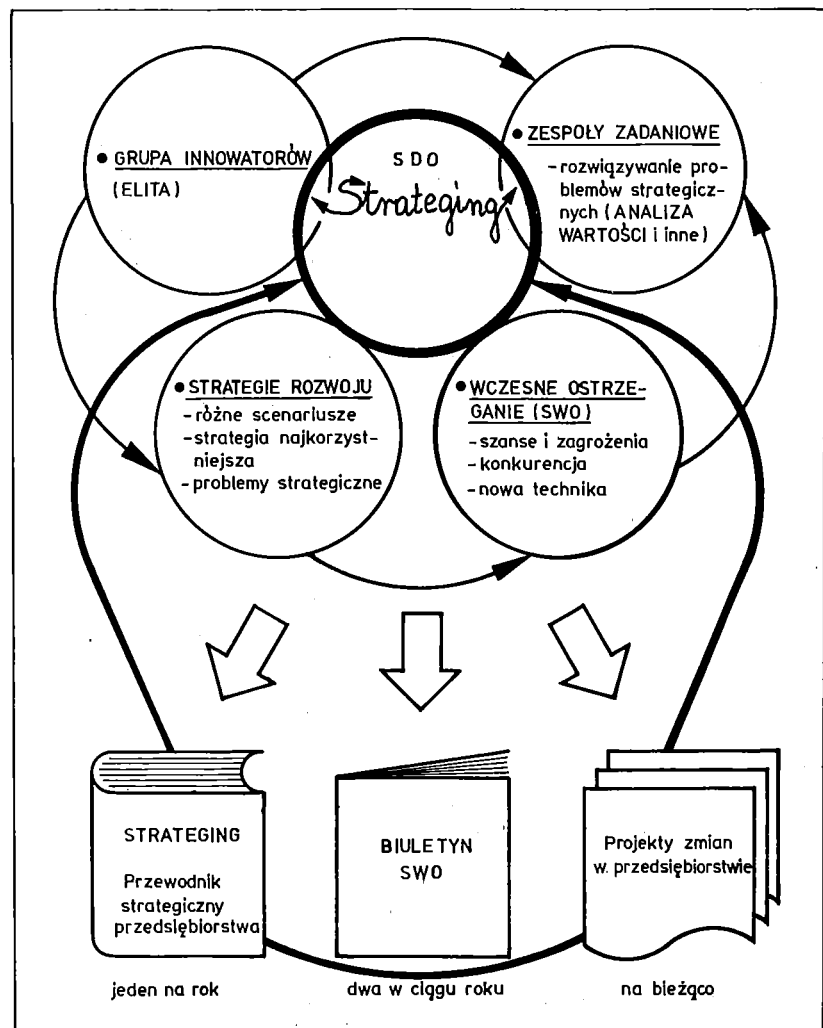 • GRUPA INNOWATORÓW
(ELITA)
SDO
Strateging
• ZESPOŁY ZADANIOWE
- rozwiązywanie pro-
blemów strategicz-
nych (ANALIZA
WARTOŚCI i inne)
• STRATEGIE ROZWOJU
- różne scenariusze
- strategia najkorzyst-
niejsza
- problemy strategiczne
• WCZESNE OSTRZE-
GANIE (SWO)
- szanse i zagrożenia
- konkurencja
- nowa technika
STRATEGING
Przewodnik
strategiczny
przedsiębiorstwa
jeden na rok
BIULETYN
SWO
dwa w ciągu roku
Projekty zmian
w. przedsiębiorstwie
na bieżąco